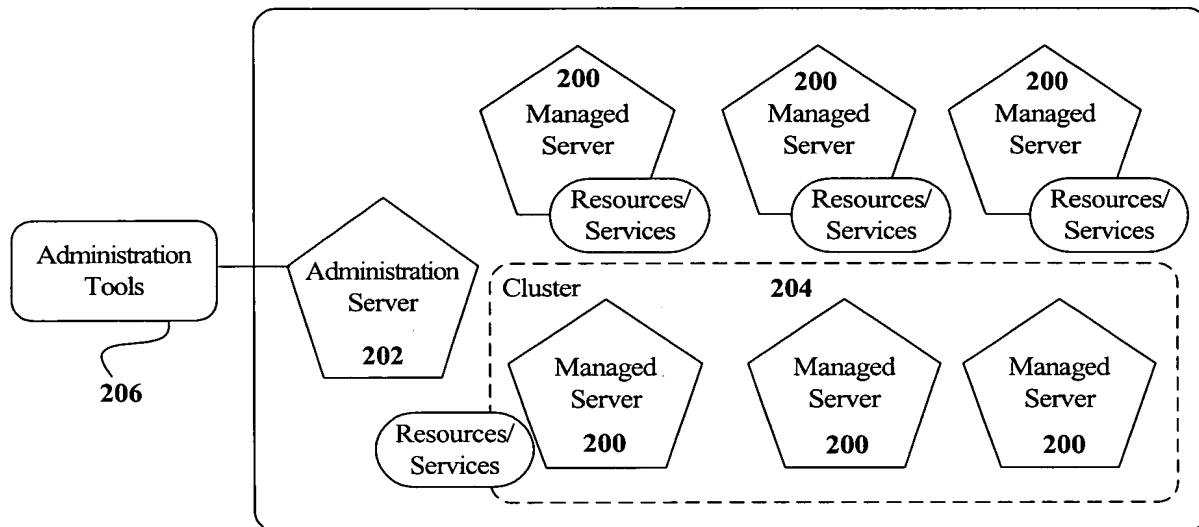 200
Managed
Server
Resources/
Services
200
Managed
Server
Resources/
Services
200
Managed
Server
Resources/
Services
Administration
Tools
206
Administration
Server
202
Cluster
204
Managed
Server
200
Resources/
Services
Managed
Server
200
Managed
Server
200